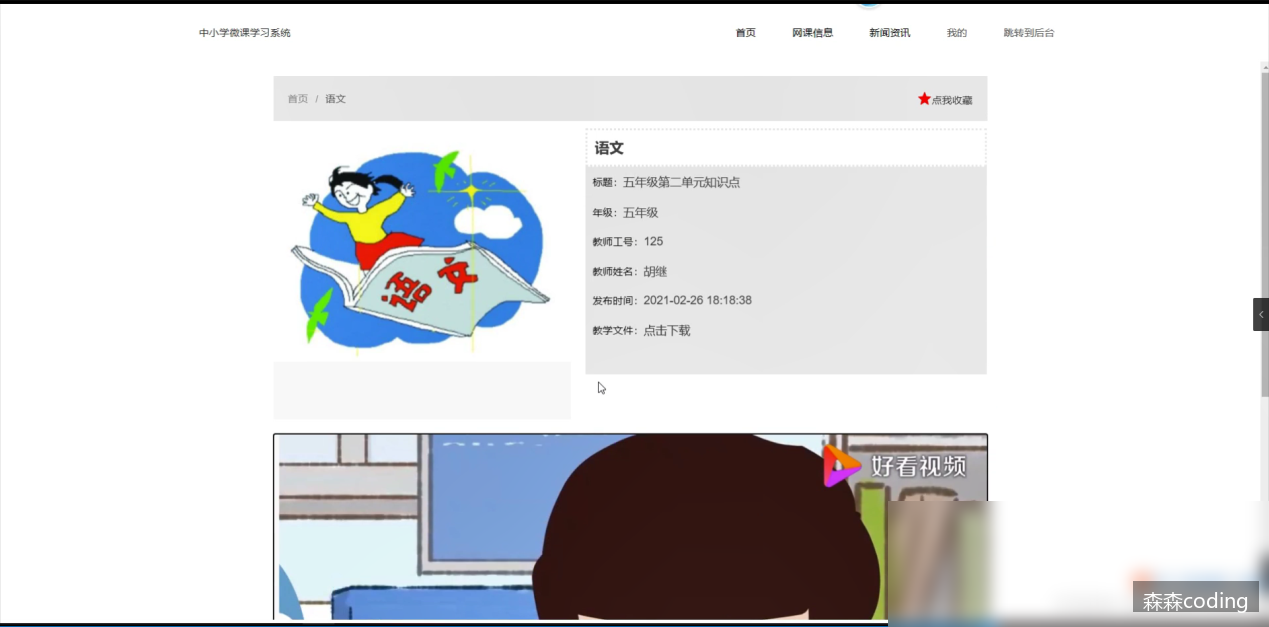 中小学微课学习系统
首页 网课信息 新闻资讯 我的 跳转到后台
首页 / 语文
点我收藏
语文
语文
标题：五年级第二单元知识点
年级：五年级
教师工号：125
教师姓名：胡继
发布时间：2021-02-26 18:18:38
教学文件：点击下载
好看视频
森森coding